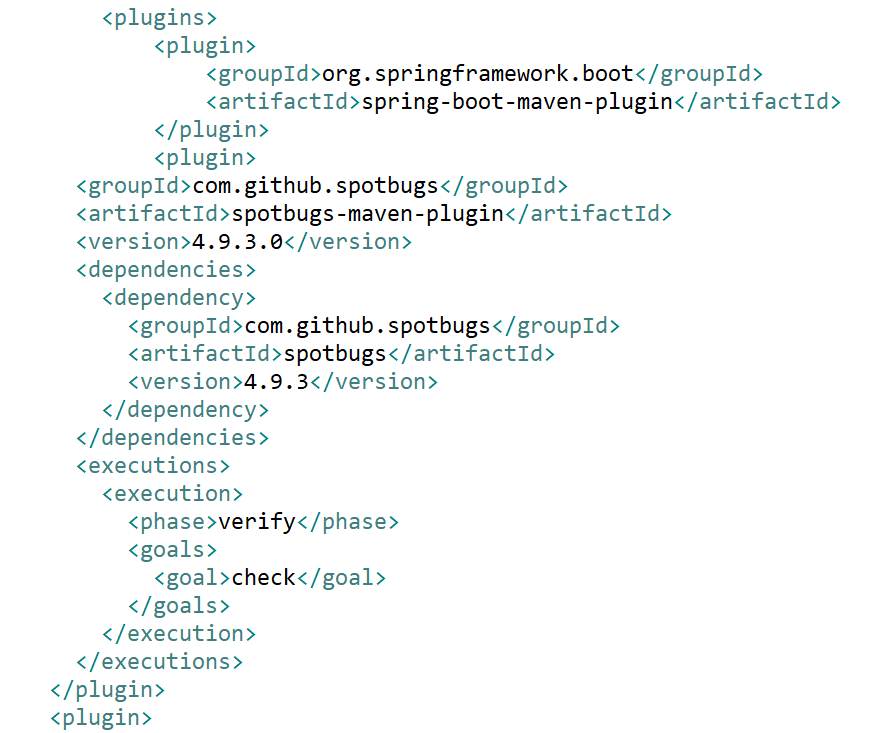 <plugins>
<plugin>
<groupId>org.springframework.boot</groupId>
<artifactId>spring-boot-maven-plugin</artifactId>
</plugin>
<plugin>
<groupId>com.github.spotbugs</groupId>
<artifactId>spotbugs-maven-plugin</artifactId>
<version>4.9.3.0</version>
<dependencies>
<dependency>
<groupId>com.github.spotbugs</groupId>
<artifactId>spotbugs</artifactId>
<version>4.9.3</version>
</dependency>
</dependencies>
<executions>
<execution>
<phase>verify</phase>
<goals>
<goal>check</goal>
</goals>
</execution>
</executions>
</plugin>
<plugin>